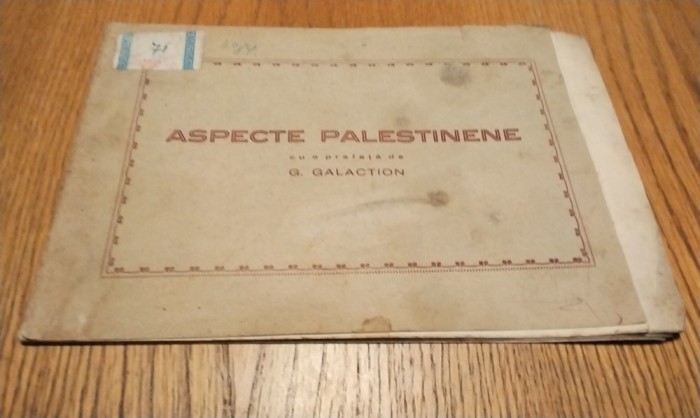 ASPECTE PALESTINENE
cu o prefață de
G. GALACTION